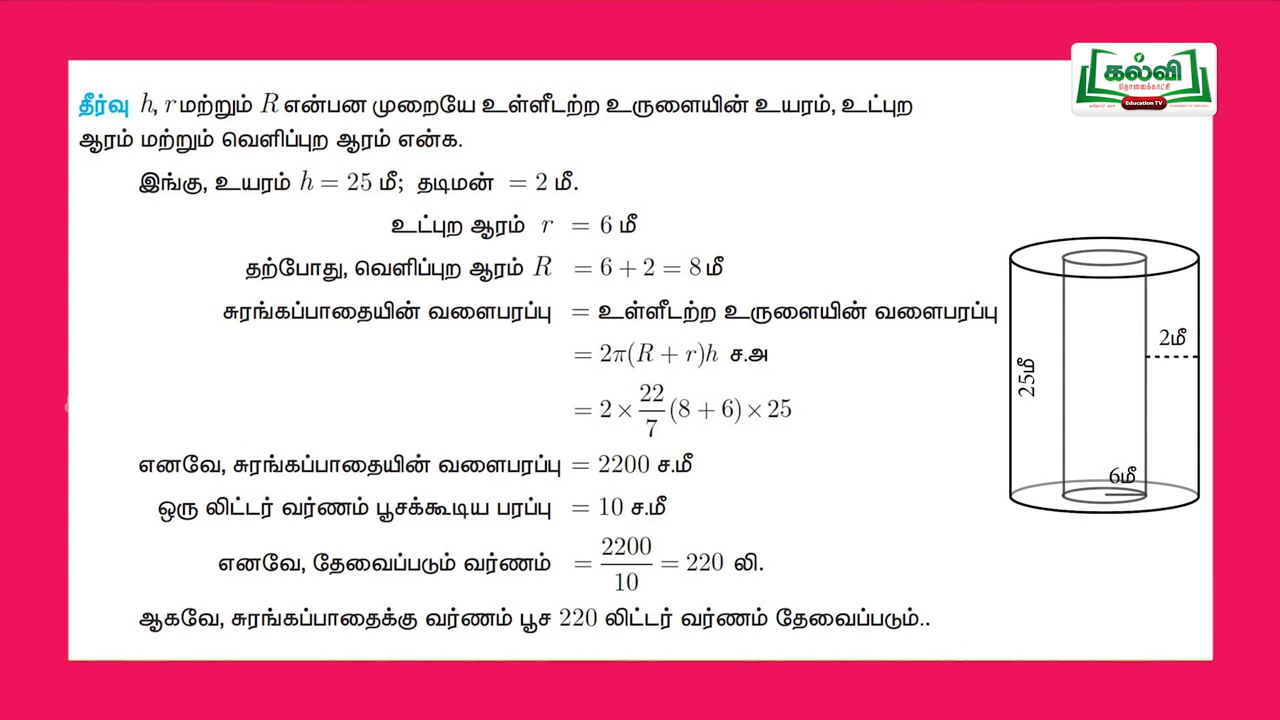 கல்வி
தொலைக்காட்சி
Education TV
தீர்வு h, r மற்றும் R என்பன முறையே உள்ளீடற்ற உருளையின் உயரம், உட்புற
ஆரம் மற்றும் வெளிப்புற ஆரம் என்க.
இங்கு, உயரம் h = 25 மீ; தடிமன் = 2 மீ.
உட்புற ஆரம் r = 6 மீ
தற்போது, வெளிப்புற ஆரம் R = 6 + 2 = 8 மீ
சுரங்கப்பாதையின் வளைபரப்பு = உள்ளீடற்ற உருளையின் வளைபரப்பு
= 2π(R + r)h ச.அ
= 2 × 22/7 (8 + 6) × 25
எனவே, சுரங்கப்பாதையின் வளைபரப்பு = 2200 ச.மீ
ஒரு லிட்டர் வர்ணம் பூசக்கூடிய பரப்பு = 10 ச.மீ
எனவே, தேவைப்படும் வர்ணம் = 2200/10 = 220 லி.
ஆகவே, சுரங்கப்பாதைக்கு வர்ணம் பூச 220 லிட்டர் வர்ணம் தேவைப்படும்..
2மீ
25மீ
6மீ